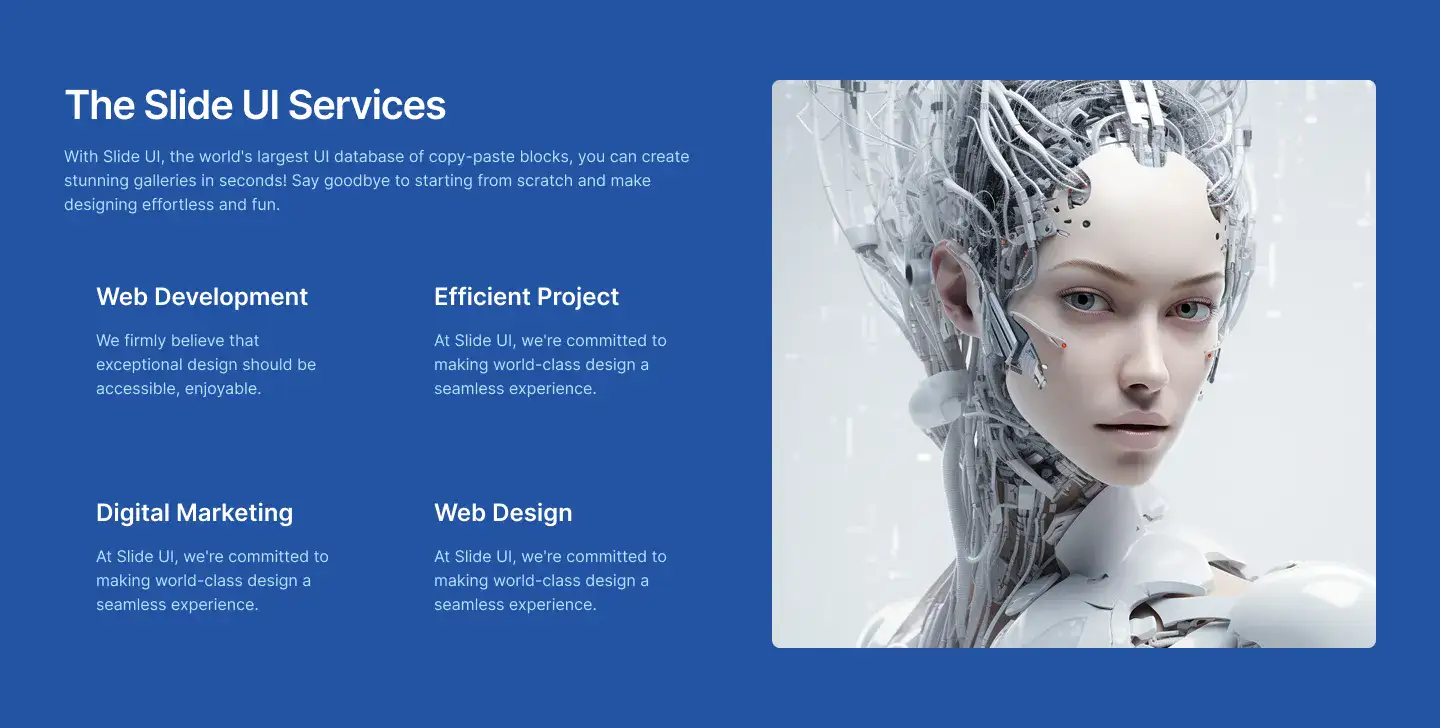 The Slide UI Services
With Slide UI, the world's largest UI database of copy-paste blocks, you can create
stunning galleries in seconds! Say goodbye to starting from scratch and make
designing effortless and fun.
Web Development
We firmly believe that
exceptional design should be
accessible, enjoyable.
Efficient Project
At Slide UI, we're committed to
making world-class design a
seamless experience.
Digital Marketing
At Slide UI, we're committed to
making world-class design a
seamless experience.
Web Design
At Slide UI, we're committed to
making world-class design a
seamless experience.